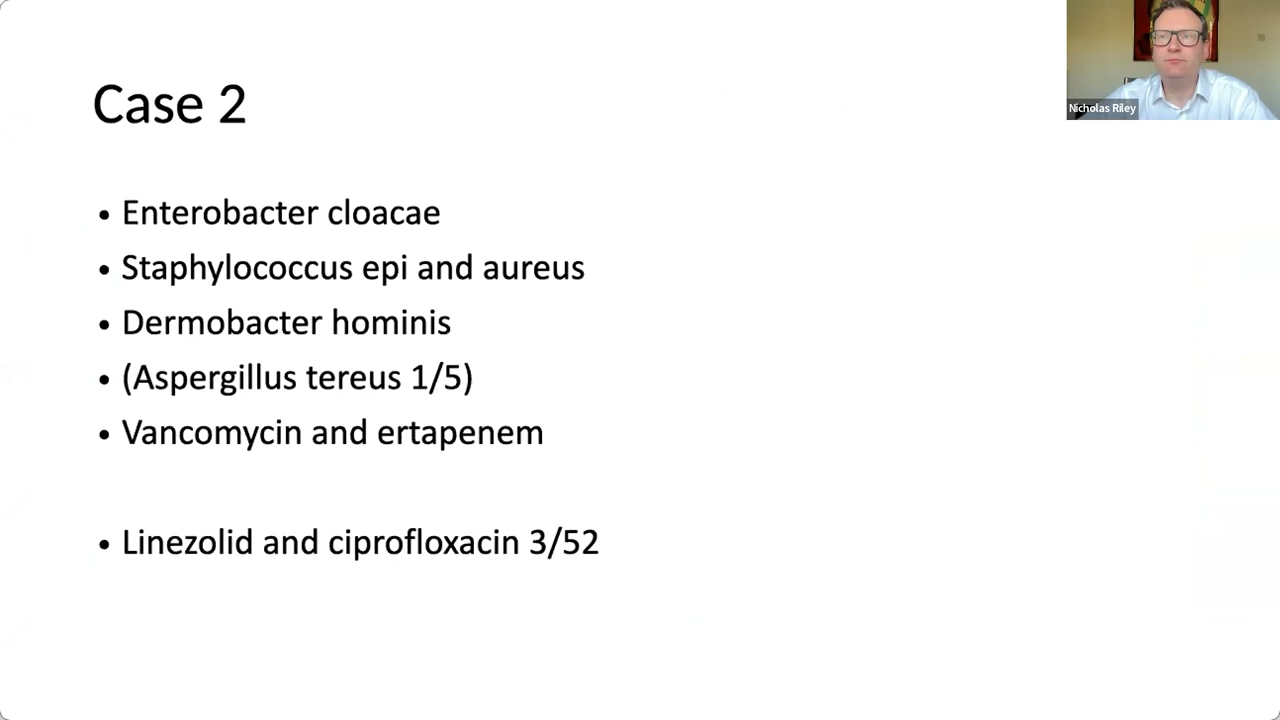 Case 2
Nicholas Riley
• Enterobacter cloacae
• Staphylococcus epi and aureus
• Dermobacter hominis
• (Aspergillus tereus 1/5)
• Vancomycin and ertapenem
• Linezolid and ciprofloxacin 3/52